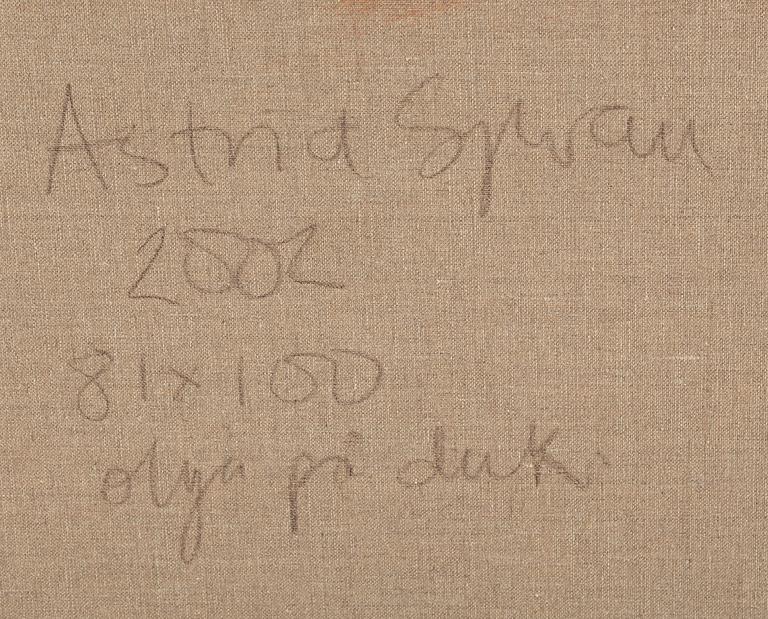 Astrid Sylwan
2002
81x100
olja på duk